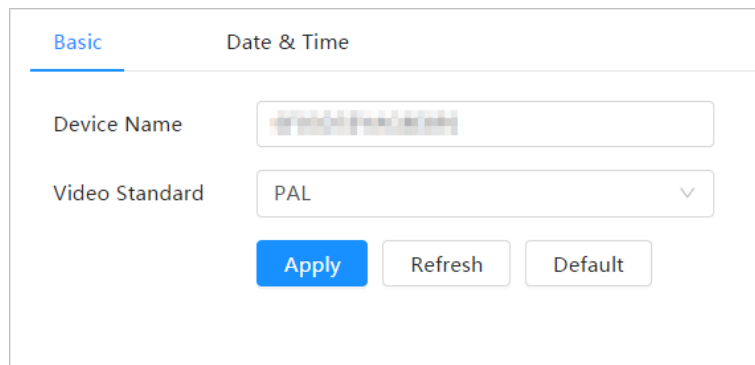 Basic Date & Time
Device Name
Video Standard PAL
Apply Refresh Default